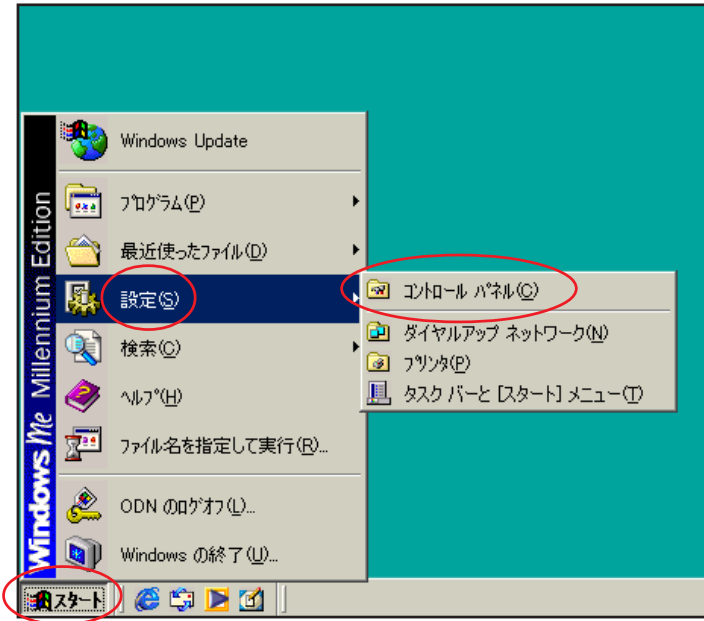 Windows Update
プログラム(P)
最近使ったファイル(D)
設定(S)
検索(C)
ヘルプ(H)
ファイル名を指定して実行(R)...
ODN のログオフ(L)...
Windows の終了(U)...
Windows Me Millennium Edition
コントロール パネル(C)
ダイヤルアップ ネットワーク(N)
プリンタ(P)
タスク バーと [スタート] メニュー(T)
スタート